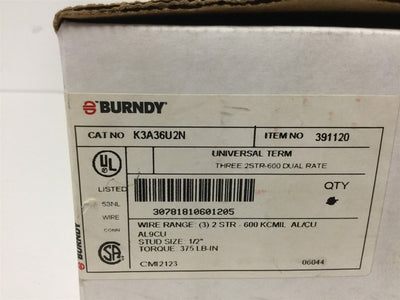 BURNDY
CAT NO K3A36U2N ITEM NO 391120
UNIVERSAL TERM
THREE 2STR-600 DUAL RATE
UL
LISTED
QTY
53NL
WIRE
CONN
30781810601205
WIRE RANGE: (3) 2 STR - 600 KCMIL AL/CU
AL9CU
STUD SIZE: 1/2"
TORQUE: 375 LB-IN
SA
CMI2123 06044